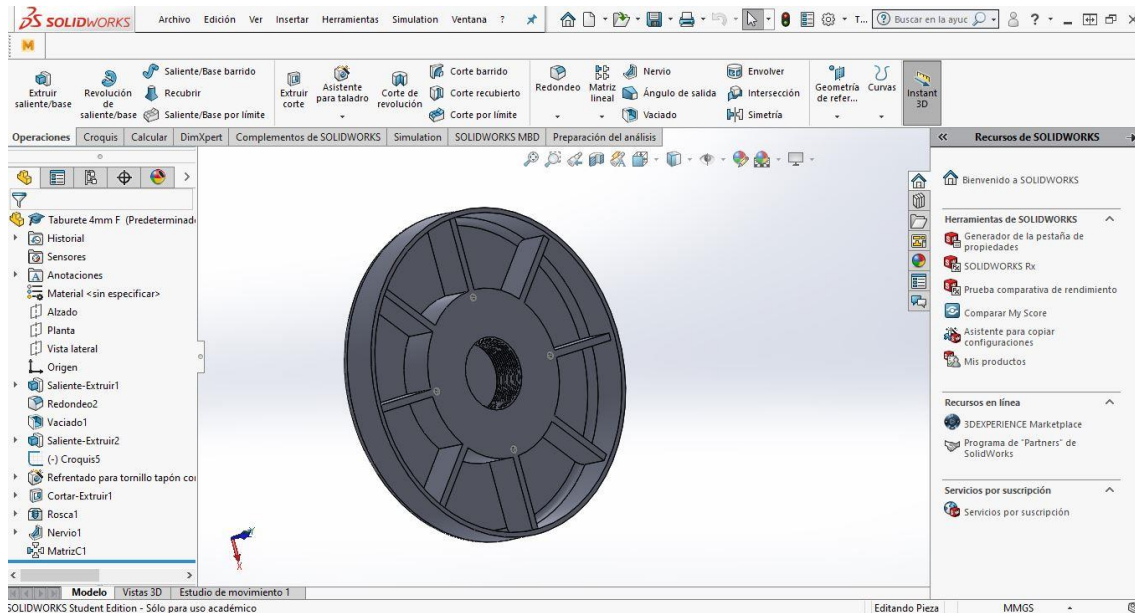 SOLIDWORKS Archivo Edición Ver Insertar Herramientas Simulation Ventana ? T... Buscar en la ayuc ?
M
Extruir saliente/base
Revolución de saliente/base
Saliente/Base barrido
Recubrir
Saliente/Base por límite
Extruir corte
Asistente para taladro
Corte de revolución
Corte barrido
Corte recubierto
Corte por límite
Redondeo
Matriz lineal
Nervio
Ángulo de salida
Vaciado
Envolver
Intersección
Simetría
Geometría de refer...
Curvas
Instant 3D
Operaciones Croquis Calcular DimXpert Complementos de SOLIDWORKS Simulation SOLIDWORKS MBD Preparación del análisis
Taburete 4mm F (Predeterminad
Historial
Sensores
Anotaciones
Material <sin especificar>
Alzado
Planta
Vista lateral
Origen
Saliente-Extruir1
Redondeo2
Vaciado1
Saliente-Extruir2
(-) Croquis5
Refrentado para tornillo tapón co
Cortar-Extruir1
Rosca1
Nervio1
MatrizC1
X
Recursos de SOLIDWORKS
Bienvenido a SOLIDWORKS
Herramientas de SOLIDWORKS
Generador de la pestaña de
propiedades
SOLIDWORKS Rx
Prueba comparativa de rendimiento
Comparar My Score
Asistente para copiar
configuraciones
Mis productos
Recursos en línea
3DEXPERIENCE Marketplace
Programa de "Partners" de
SolidWorks
Servicios por suscripción
Servicios por suscripción
Modelo Vistas 3D Estudio de movimiento 1
SOLIDWORKS Student Edition - Sólo para uso académico Editando Pieza MMGS